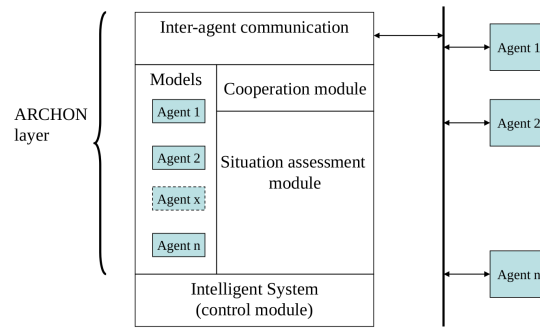 Inter-agent communication
Models
Cooperation module
Agent 1
Agent 2
Agent x
Agent n
Situation assessment
module
Intelligent System
(control module)
ARCHON
layer
Agent 1
Agent 2
Agent n